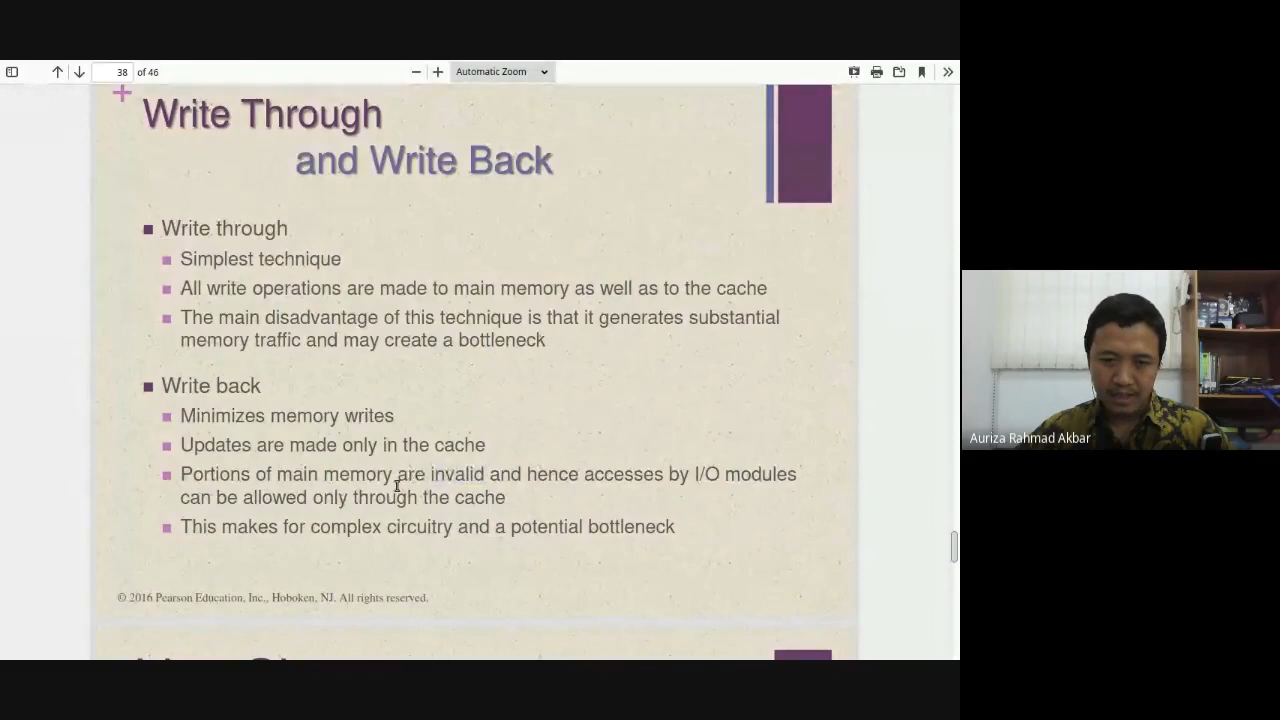 38 of 46
Automatic Zoom
Write Through
and Write Back
Write through
Simplest technique
All write operations are made to main memory as well as to the cache
The main disadvantage of this technique is that it generates substantial
memory traffic and may create a bottleneck
Write back
Minimizes memory writes
Updates are made only in the cache
Portions of main memory are invalid and hence accesses by I/O modules
can be allowed only through the cache
This makes for complex circuitry and a potential bottleneck
© 2016 Pearson Education, Inc., Hoboken, NJ. All rights reserved.
Auriza Rahmad Akbar